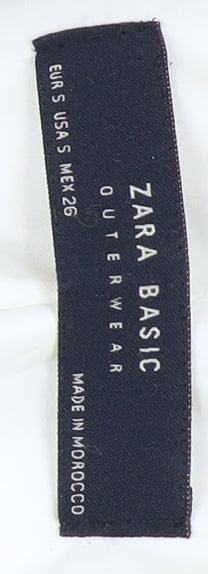 ZARA BASIC
OUTERWEAR
EUR S USA S MEX 26
MADE IN MOROCCO